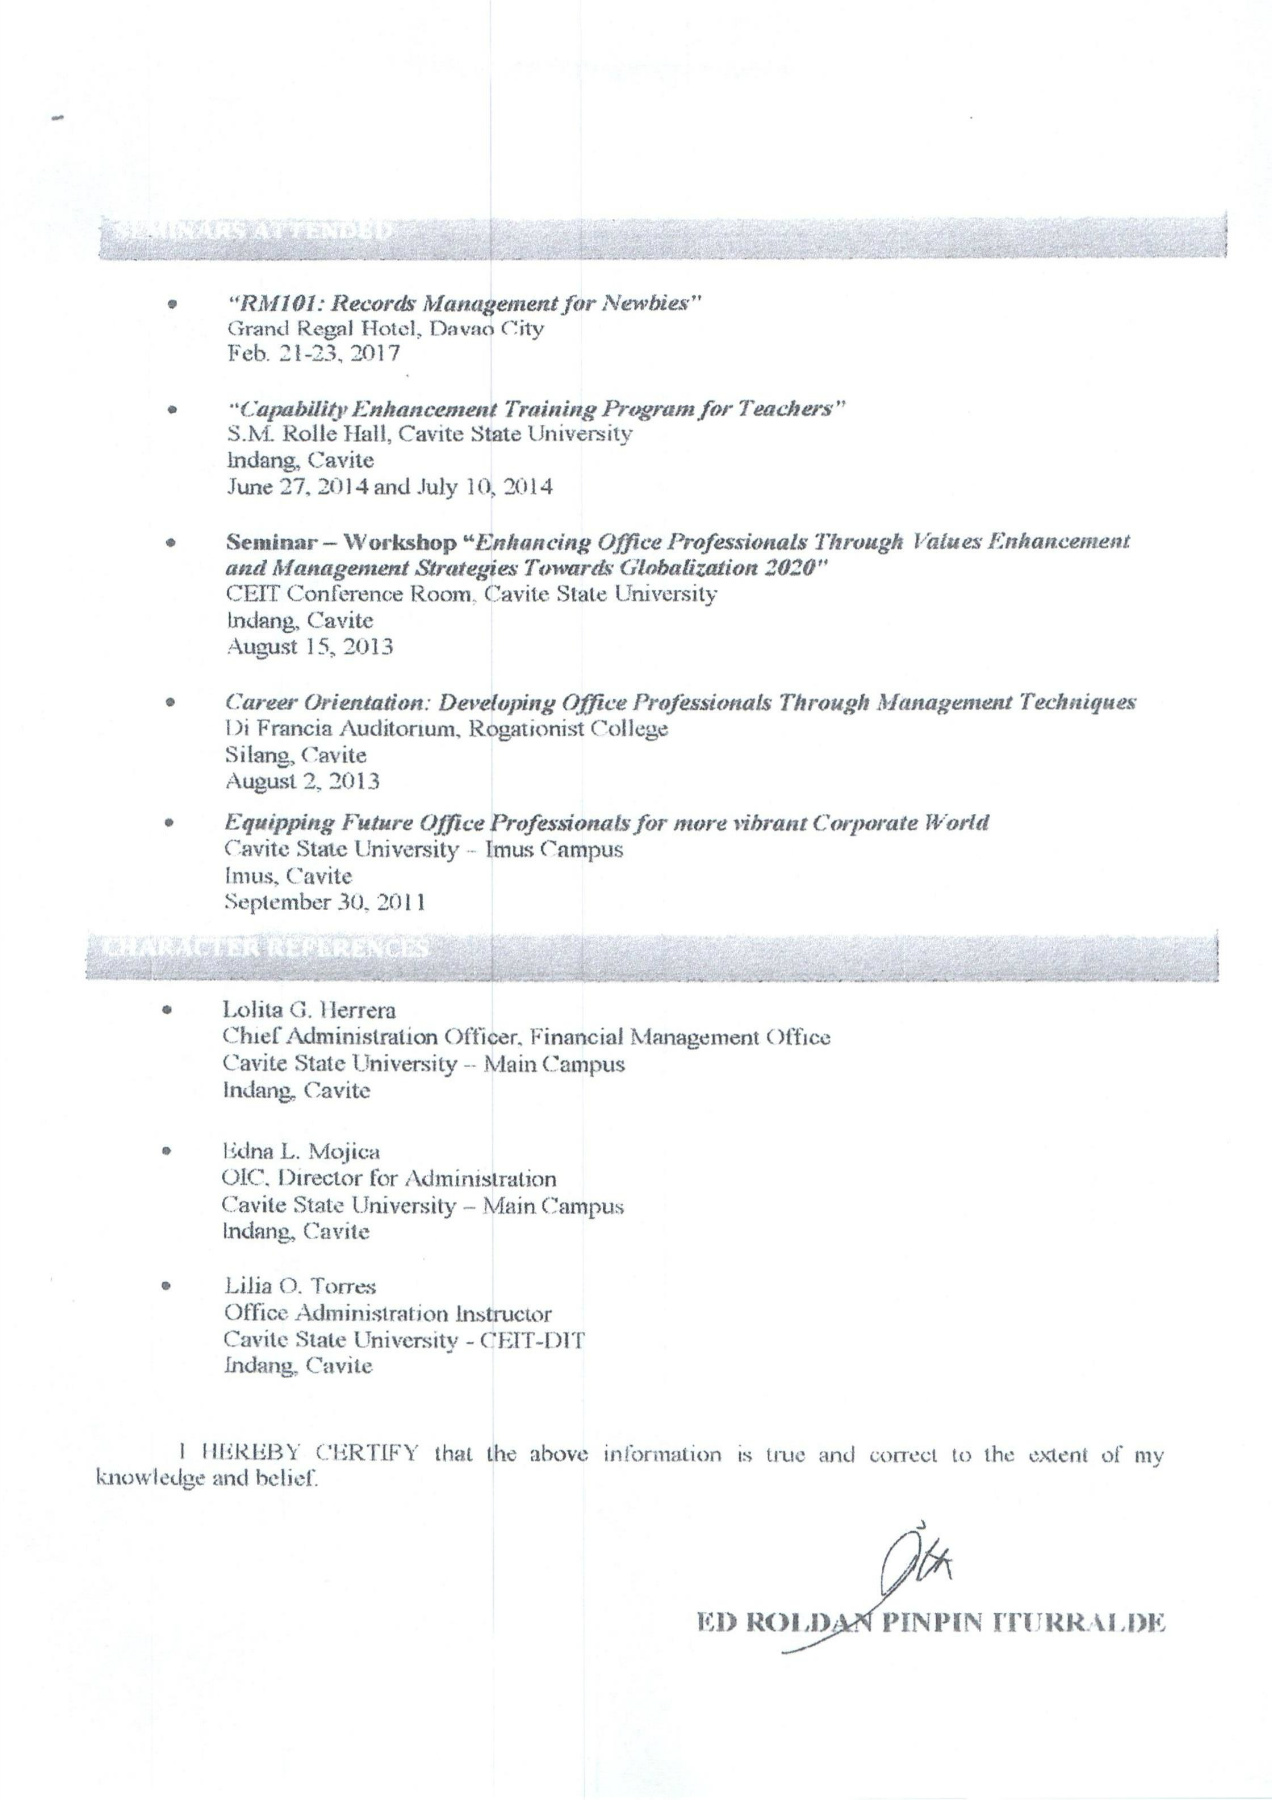 SEMINARS ATTENDED
• "RM101: Records Management for Newbies"
Grand Regal Hotel, Davao City
Feb. 21-23, 2017
• "Capability Enhancement Training Program for Teachers"
S.M. Rolle Hall, Cavite State University
Indang, Cavite
June 27, 2014 and July 10, 2014
• Seminar – Workshop "Enhancing Office Professionals Through Values Enhancement
and Management Strategies Towards Globalization 2020"
CEIT Conference Room, Cavite State University
Indang, Cavite
August 15, 2013
• Career Orientation: Developing Office Professionals Through Management Techniques
Di Francia Auditorium, Rogationist College
Silang, Cavite
August 2, 2013
• Equipping Future Office Professionals for more vibrant Corporate World
Cavite State University – Imus Campus
Imus, Cavite
September 30, 2011
CHARACTER REFERENCES
• Lolita G. Herrera
Chief Administration Officer, Financial Management Office
Cavite State University – Main Campus
Indang, Cavite
• Edna L. Mojica
OIC, Director for Administration
Cavite State University – Main Campus
Indang, Cavite
• Lilia O. Torres
Office Administration Instructor
Cavite State University - CEIT-DIT
Indang, Cavite
I HEREBY CERTIFY that the above information is true and correct to the extent of my
knowledge and belief.
ED ROLDAN PINPIN ITURRALDE